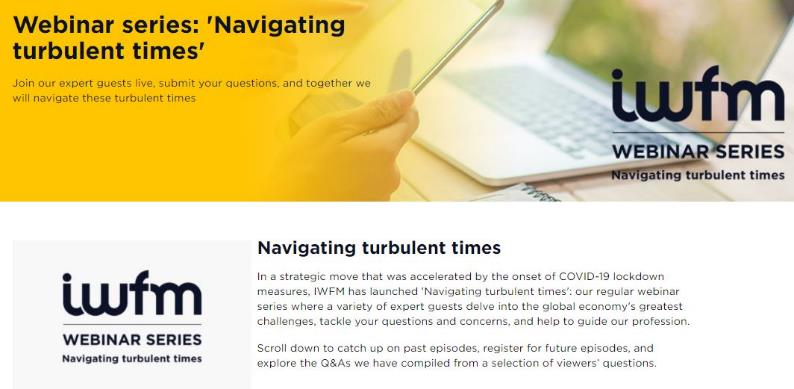 Webinar series: 'Navigating
turbulent times'
Join our expert guests live, submit your questions, and together we
will navigate these turbulent times
iwfm
WEBINAR SERIES
Navigating turbulent times
iwfm
WEBINAR SERIES
Navigating turbulent times
Navigating turbulent times
In a strategic move that was accelerated by the onset of COVID-19 lockdown
measures, IWFM has launched 'Navigating turbulent times': our regular webinar
series where a variety of expert guests delve into the global economy's greatest
challenges, tackle your questions and concerns, and help to guide our profession.
Scroll down to catch up on past episodes, register for future episodes, and
explore the Q&As we have compiled from a selection of viewers' questions.